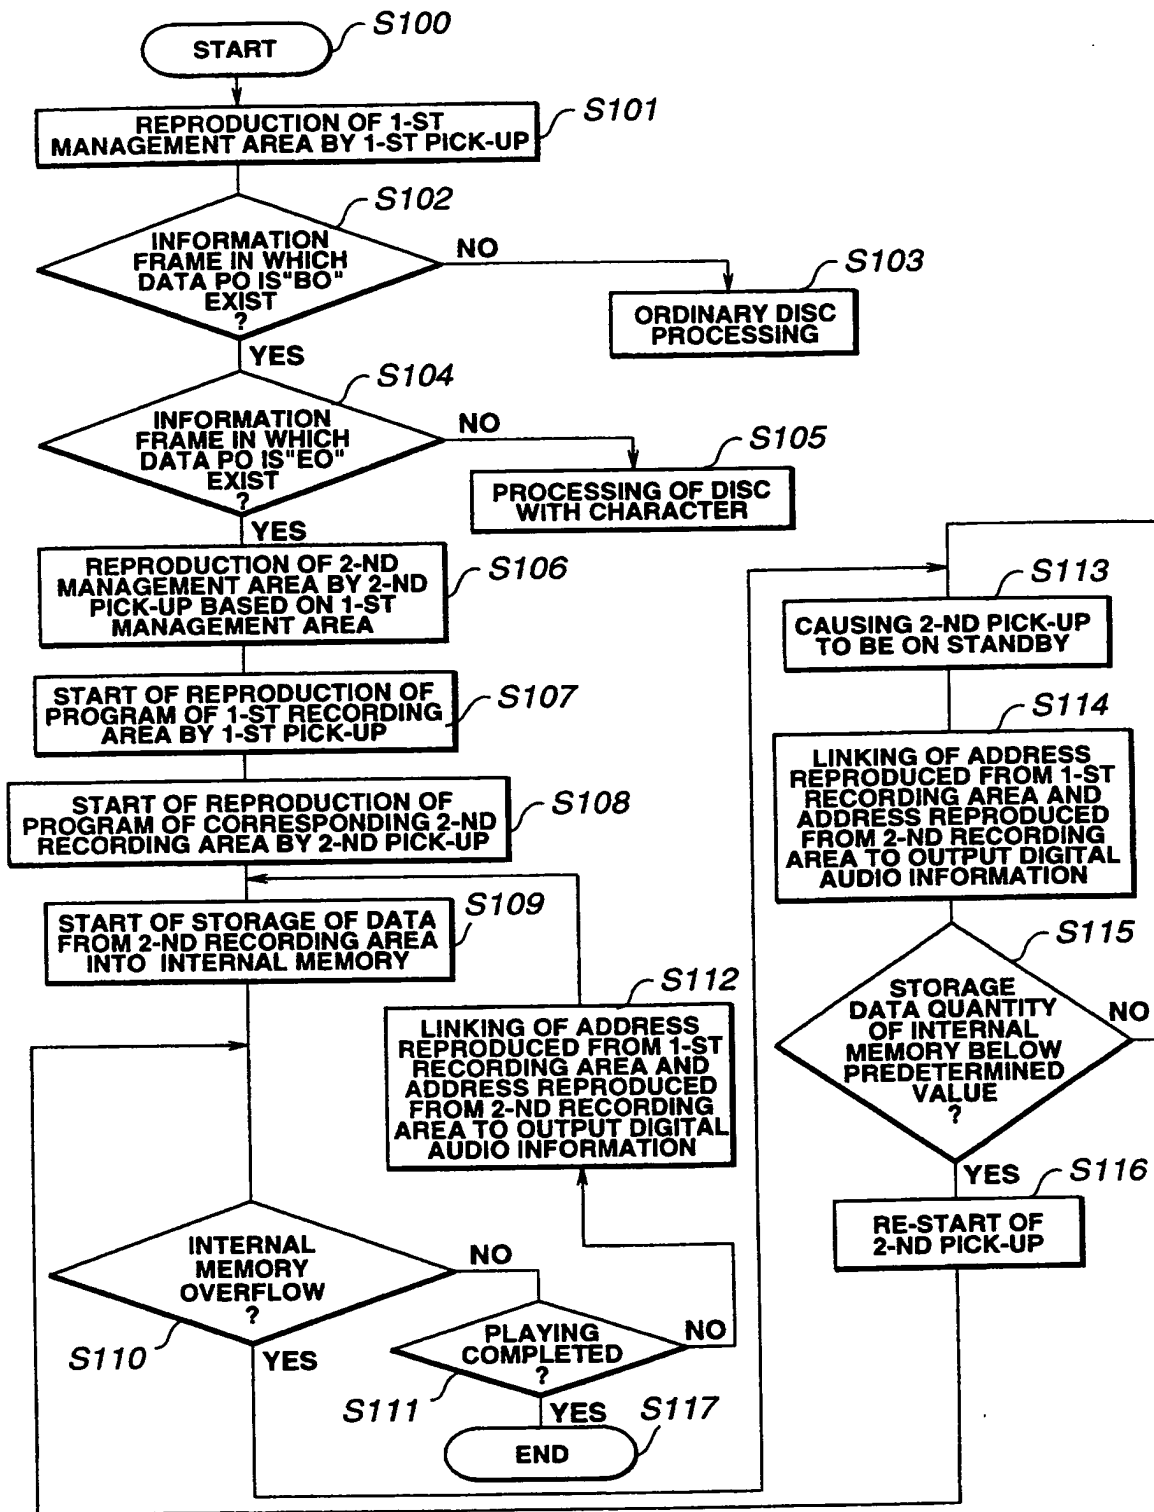 START
S100
REPRODUCTION OF 1-ST
MANAGEMENT AREA BY 1-ST PICK-UP
S101
INFORMATION
FRAME IN WHICH
DATA PO IS"BO"
EXIST
?
S102
NO
YES
ORDINARY DISC
PROCESSING
S103
INFORMATION
FRAME IN WHICH
DATA PO IS"EO"
EXIST
?
S104
NO
YES
PROCESSING OF DISC
WITH CHARACTER
S105
REPRODUCTION OF 2-ND
MANAGEMENT AREA BY 2-ND
PICK-UP BASED ON 1-ST
MANAGEMENT AREA
S106
START OF REPRODUCTION OF
PROGRAM OF 1-ST RECORDING
AREA BY 1-ST PICK-UP
S107
START OF REPRODUCTION OF
PROGRAM OF CORRESPONDING 2-ND
RECORDING AREA BY 2-ND PICK-UP
S108
START OF STORAGE OF DATA
FROM 2-ND RECORDING AREA
INTO INTERNAL MEMORY
S109
INTERNAL
MEMORY
OVERFLOW
?
S110
NO
YES
PLAYING
COMPLETED
?
S111
NO
YES
LINKING OF ADDRESS
REPRODUCED FROM 1-ST
RECORDING AREA AND
ADDRESS REPRODUCED
FROM 2-ND RECORDING
AREA TO OUTPUT DIGITAL
AUDIO INFORMATION
S112
END
S117
CAUSING 2-ND PICK-UP
TO BE ON STANDBY
S113
LINKING OF ADDRESS
REPRODUCED FROM 1-ST
RECORDING AREA AND
ADDRESS REPRODUCED
FROM 2-ND RECORDING
AREA TO OUTPUT DIGITAL
AUDIO INFORMATION
S114
STORAGE
DATA QUANTITY
OF INTERNAL
MEMORY BELOW
PREDETERMINED
VALUE
?
S115
NO
YES
RE-START OF
2-ND PICK-UP
S116